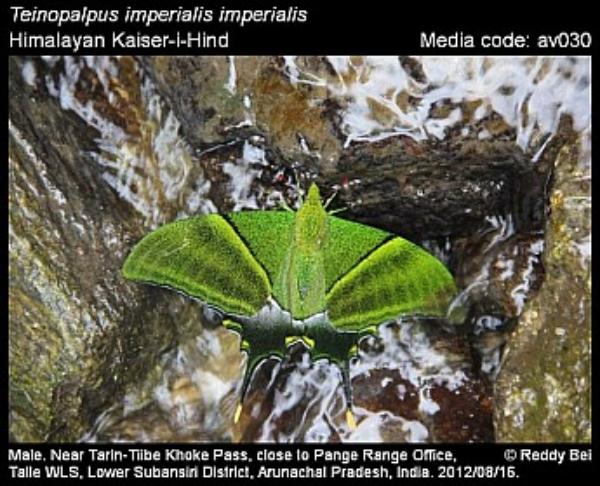 Teinopalpus imperialis imperialis
Himalayan Kaiser-i-Hind Media code: av030
Male. Near Tarin-Tiibe Khoke Pass, close to Pange Range Office, © Reddy Bei
Talle WLS, Lower Subansiri District, Arunachal Pradesh, India. 2012/08/16.